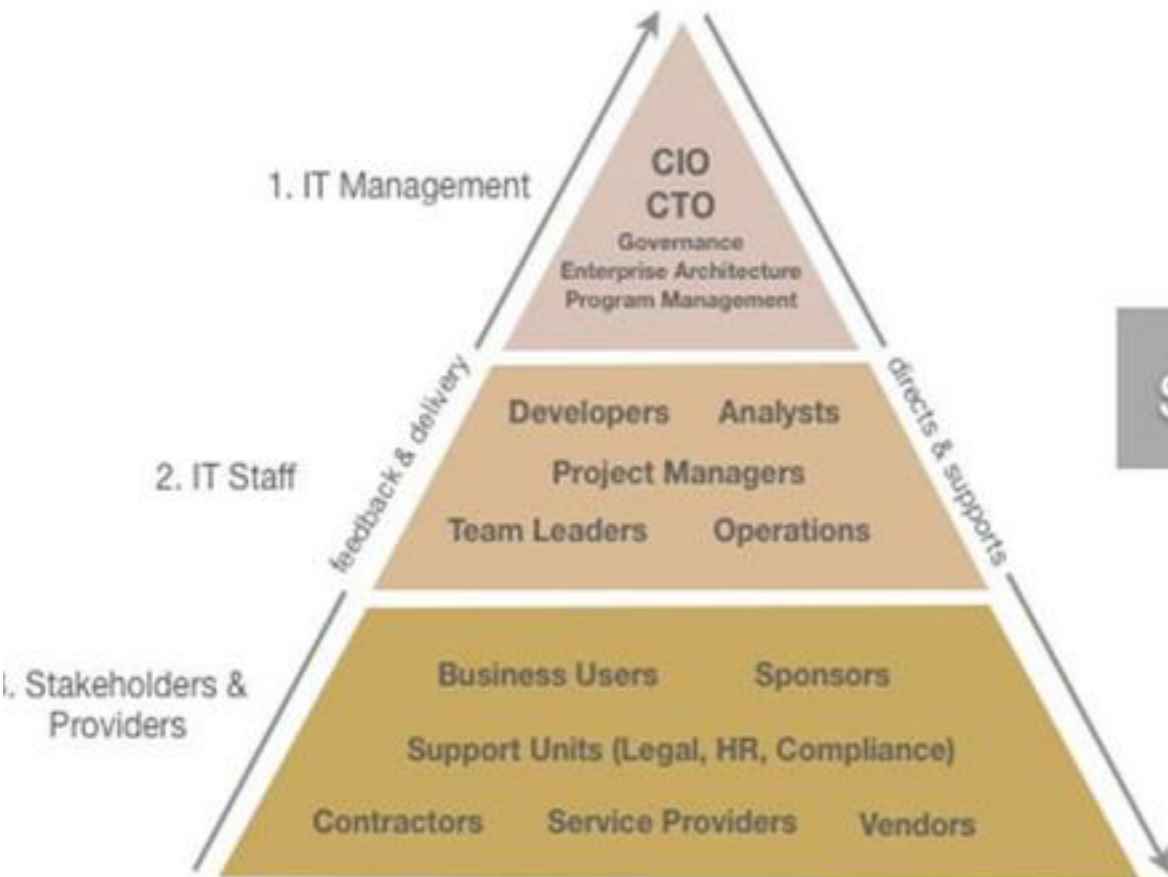 1. IT Management
CIO
CTO
Governance
Enterprise Architecture
Program Management
feedback & delivery
directs & supports
2. IT Staff
Developers Analysts
Project Managers
Team Leaders Operations
. Stakeholders &
Providers
Business Users Sponsors
Support Units (Legal, HR, Compliance)
Contractors Service Providers Vendors